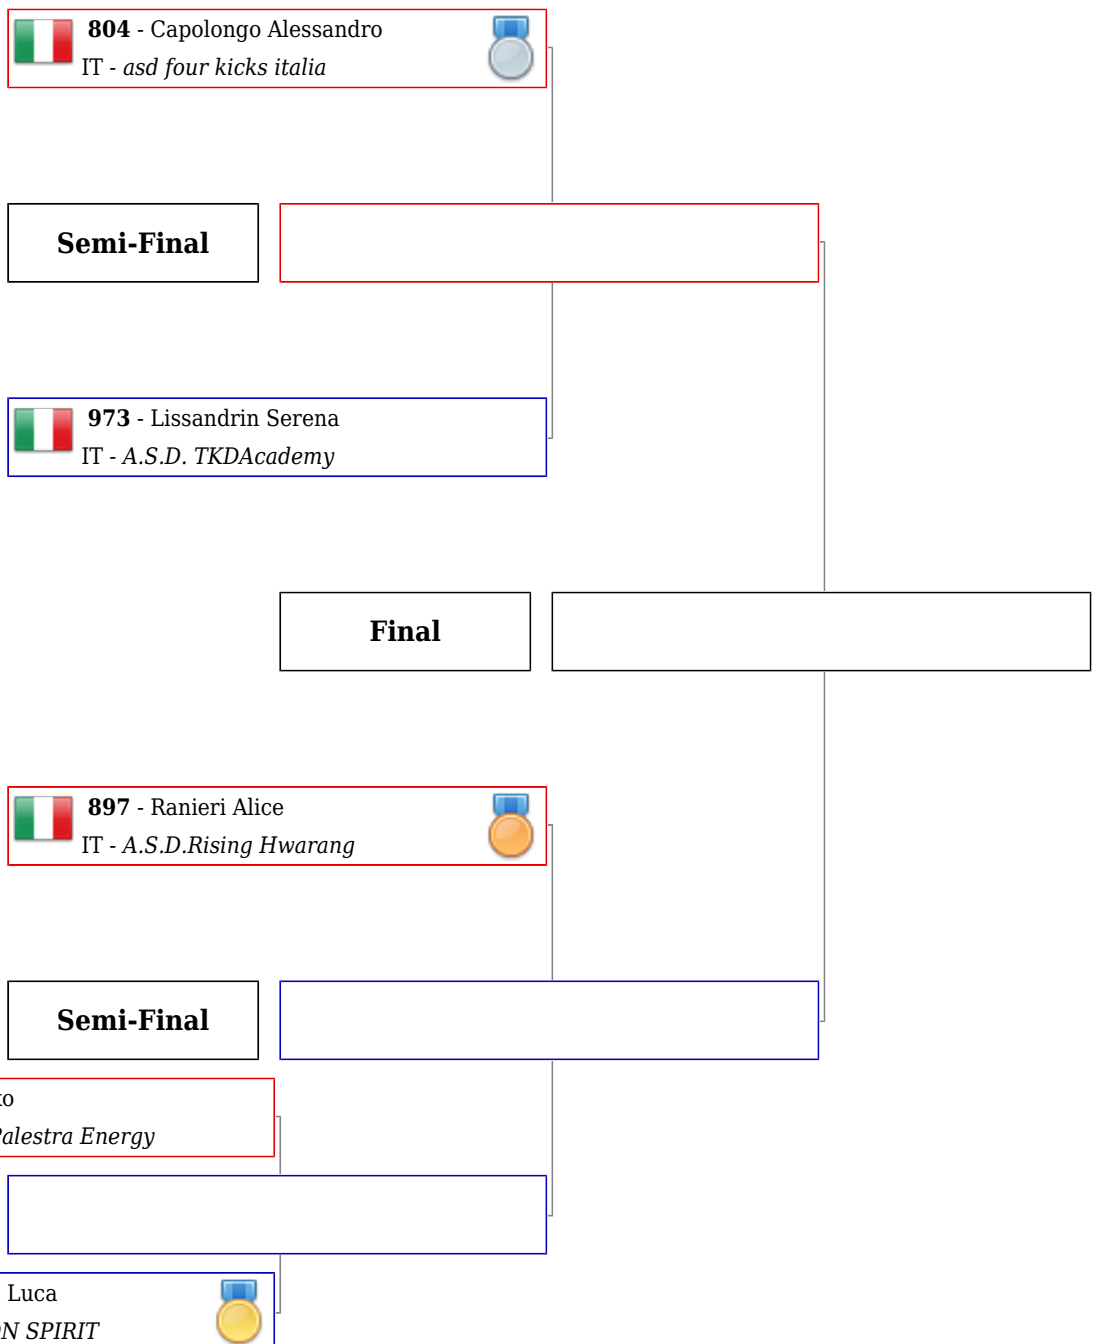 804 - Capolongo Alessandro
IT - asd four kicks italia
Semi-Final
973 - Lissandrin Serena
IT - A.S.D. TKDAcademy
Final
897 - Ranieri Alice
IT - A.S.D.Rising Hwarang
Semi-Final
Palestra Energy
Luca
SPIRIT